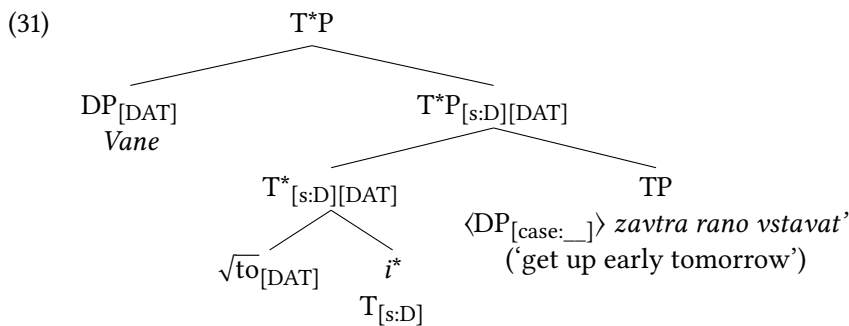 (31) T*P
DP[DAT] T*P[s:D][DAT]
Vane
T*[s:D][DAT] TP
⟨DP[case:__]⟩ zavtra rano vstavat’
√to[DAT] i* (‘get up early tomorrow’)
T[s:D]